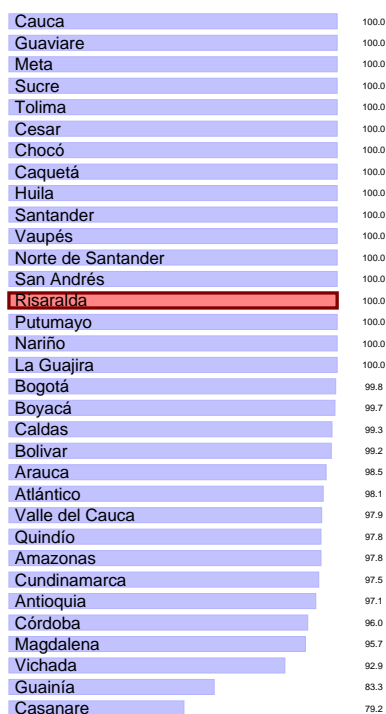 Cauca 100.0
Guaviare 100.0
Meta 100.0
Sucre 100.0
Tolima 100.0
Cesar 100.0
Chocó 100.0
Caquetá 100.0
Huila 100.0
Santander 100.0
Vaupés 100.0
Norte de Santander 100.0
San Andrés 100.0
Risaralda 100.0
Putumayo 100.0
Nariño 100.0
La Guajira 100.0
Bogotá 99.8
Boyacá 99.7
Caldas 99.3
Bolivar 99.2
Arauca 98.5
Atlántico 98.1
Valle del Cauca 97.9
Quindío 97.8
Amazonas 97.8
Cundinamarca 97.5
Antioquia 97.1
Córdoba 96.0
Magdalena 95.7
Vichada 92.9
Guainía 83.3
Casanare 79.2